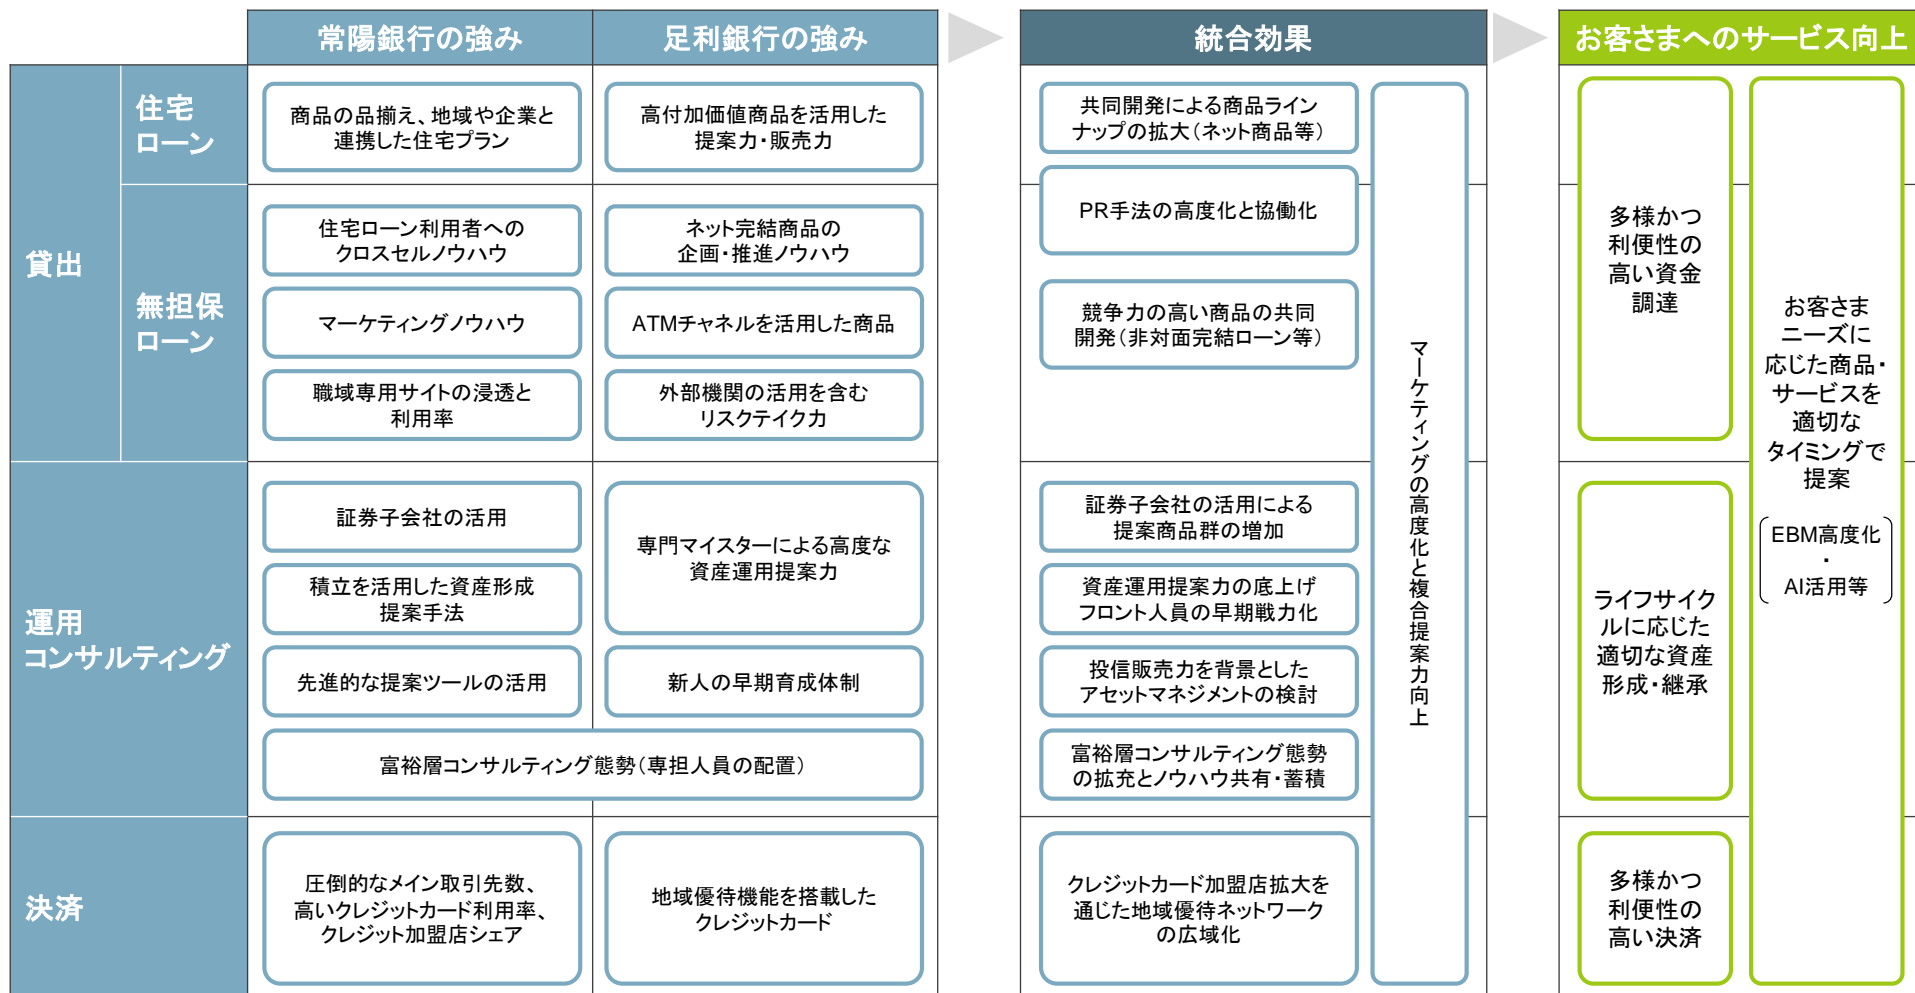 常陽銀行の強み
足利銀行の強み
統合効果
お客さまへのサービス向上
貸出
住宅
ローン
商品の品揃え、地域や企業と
連携した住宅プラン
高付加価値商品を活用した
提案力・販売力
共同開発による商品ライン
ナップの拡大（ネット商品等）
PR手法の高度化と協働化
無担保
ローン
住宅ローン利用者への
クロスセルノウハウ
ネット完結商品の
企画・推進ノウハウ
マーケティングノウハウ
ATMチャネルを活用した商品
職域専用サイトの浸透と
利用率
外部機関の活用を含む
リスクテイク力
競争力の高い商品の共同
開発（非対面完結ローン等）
運用
コンサルティング
証券子会社の活用
積立を活用した資産形成
提案手法
先進的な提案ツールの活用
専門マイスターによる高度な
資産運用提案力
新人の早期育成体制
富裕層コンサルティング態勢（専担人員の配置）
証券子会社の活用による
提案商品群の増加
資産運用提案力の底上げ
フロント人員の早期戦力化
投信販売力を背景とした
アセットマネジメントの検討
富裕層コンサルティング態勢
の拡充とノウハウ共有・蓄積
決済
圧倒的なメイン取引先数、
高いクレジットカード利用率、
クレジット加盟店シェア
地域優待機能を搭載した
クレジットカード
クレジットカード加盟店拡大を
通じた地域優待ネットワーク
の広域化
マーケティングの高度化と複合提案力向上
多様かつ
利便性の
高い資金
調達
ライフサイク
ルに応じた
適切な資産
形成・継承
多様かつ
利便性の
高い決済
お客さま
ニーズに
応じた商品・
サービスを
適切な
タイミングで
提案
EBM高度化
・
AI活用等